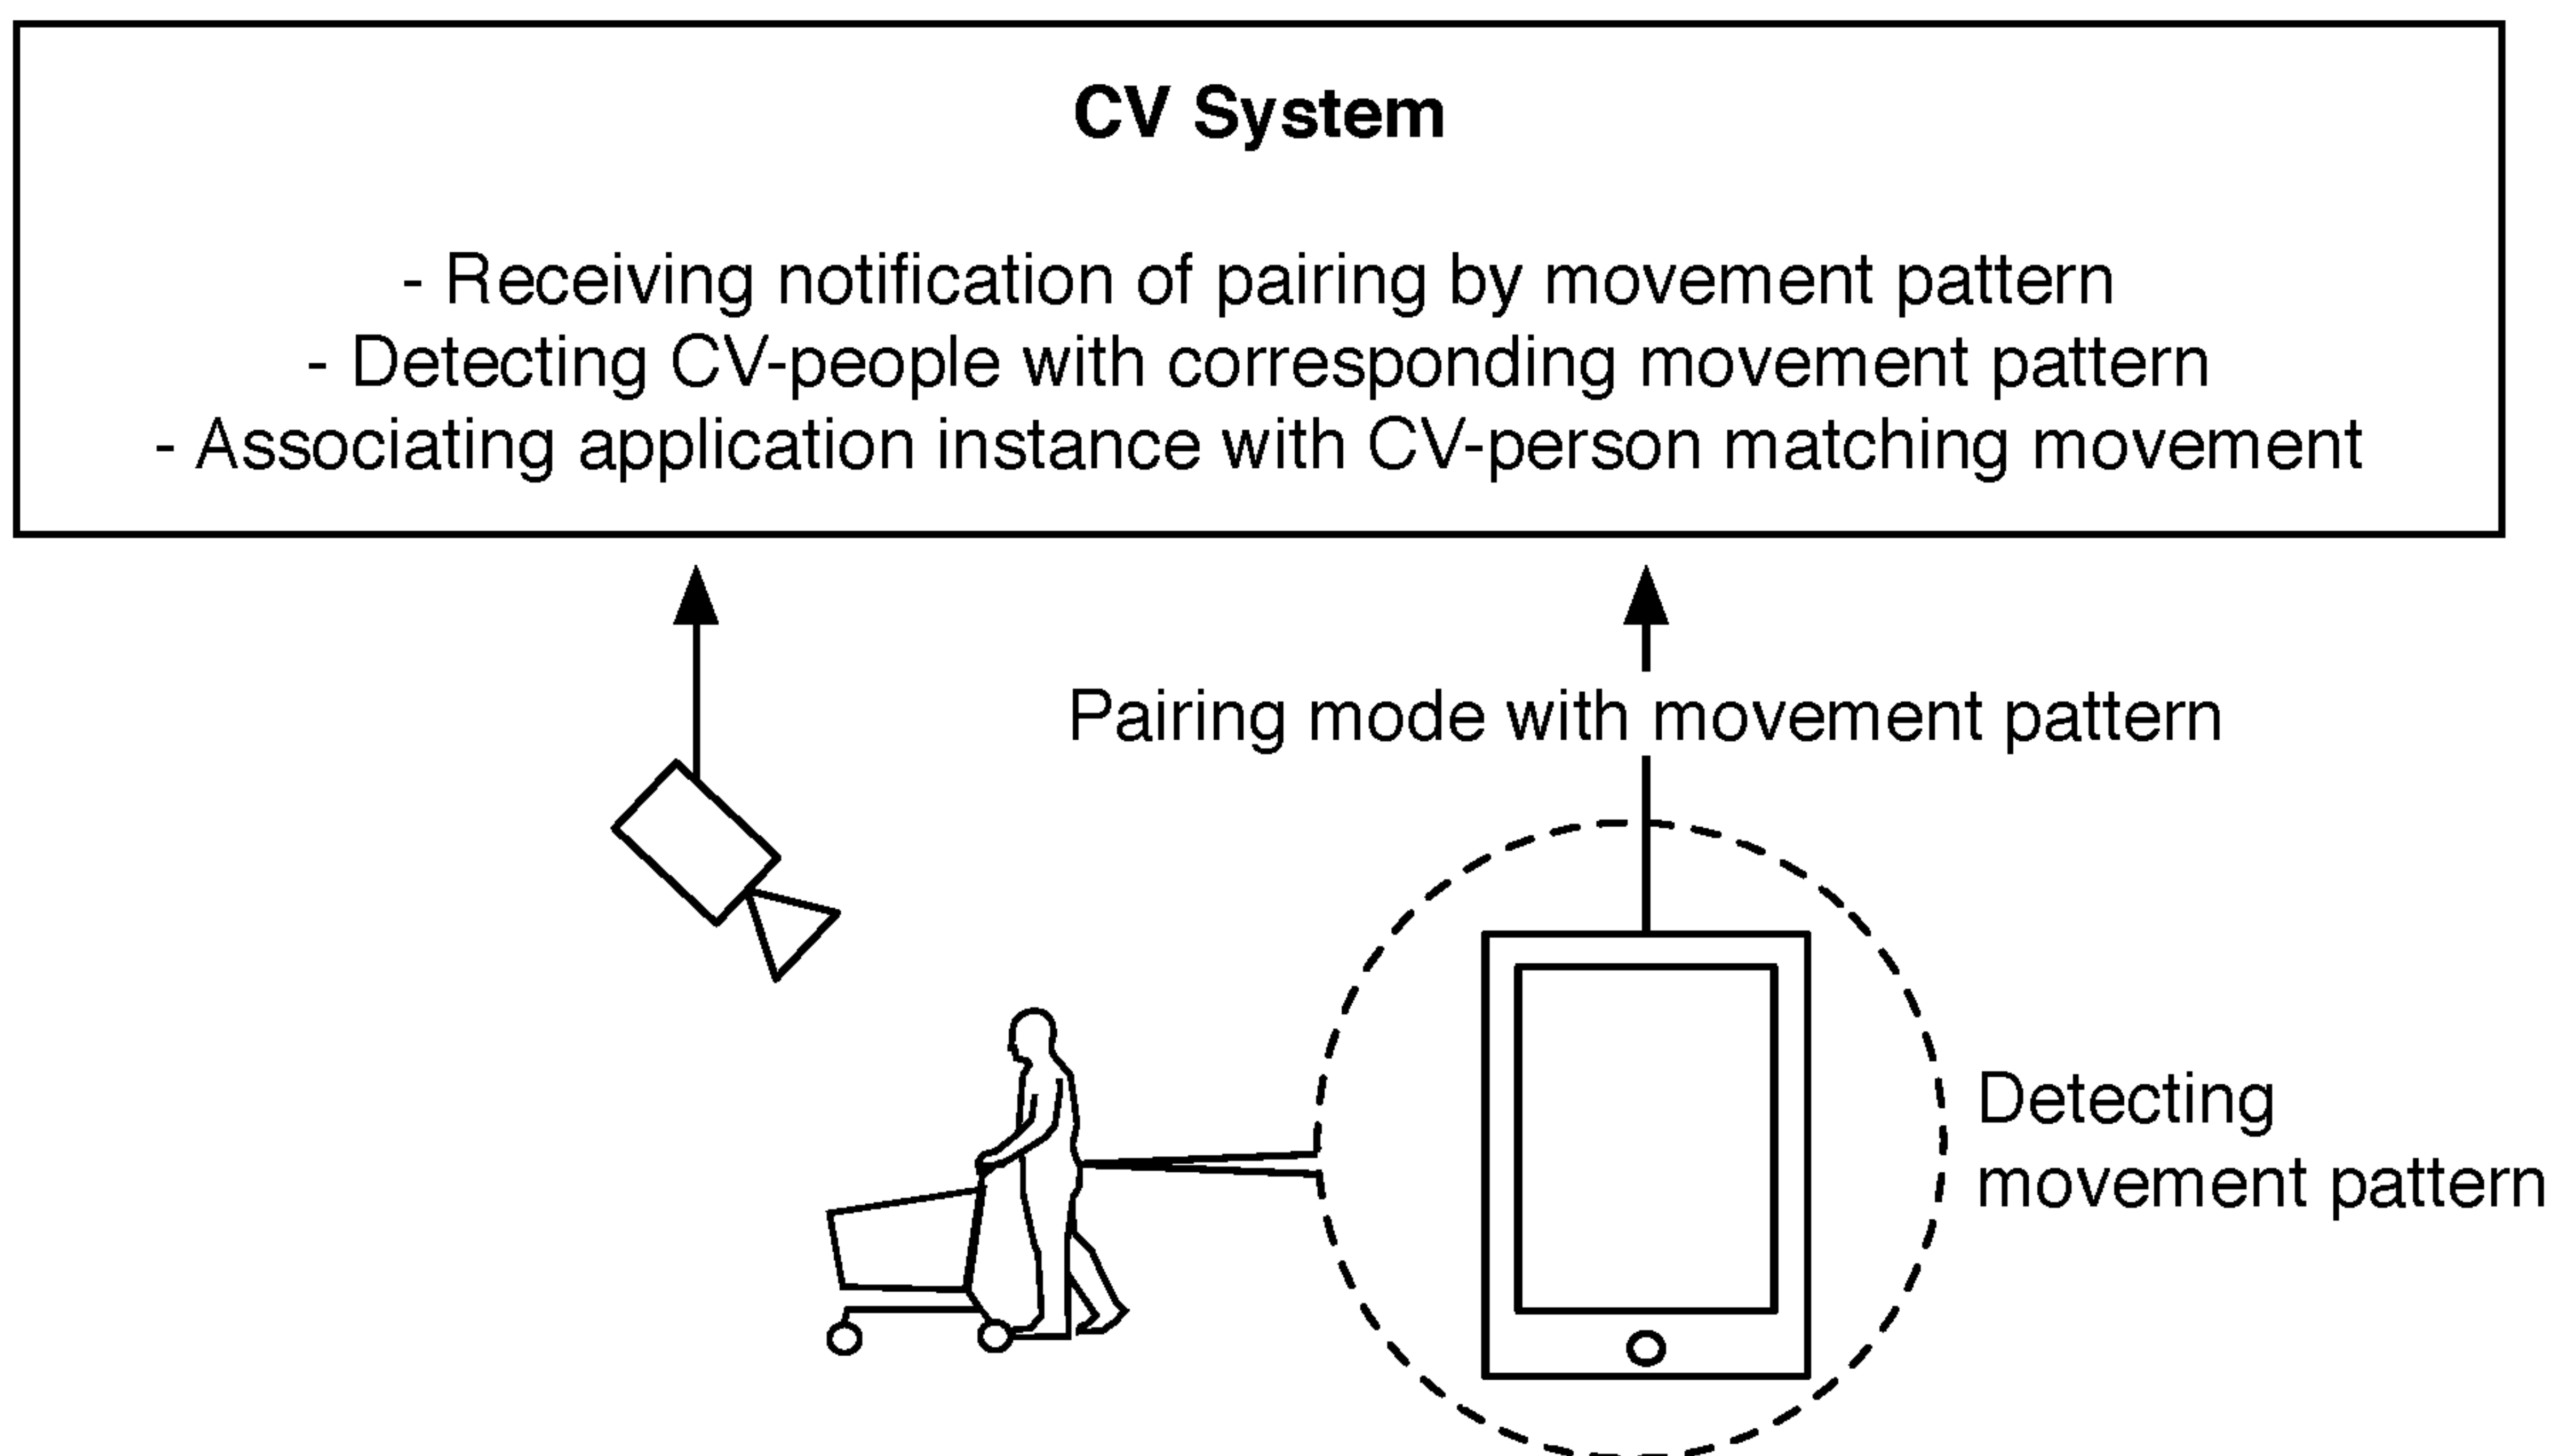 CV System
- Receiving notification of pairing by movement pattern
- Detecting CV-people with corresponding movement pattern
- Associating application instance with CV-person matching movement
Pairing mode with movement pattern
Detecting
movement pattern